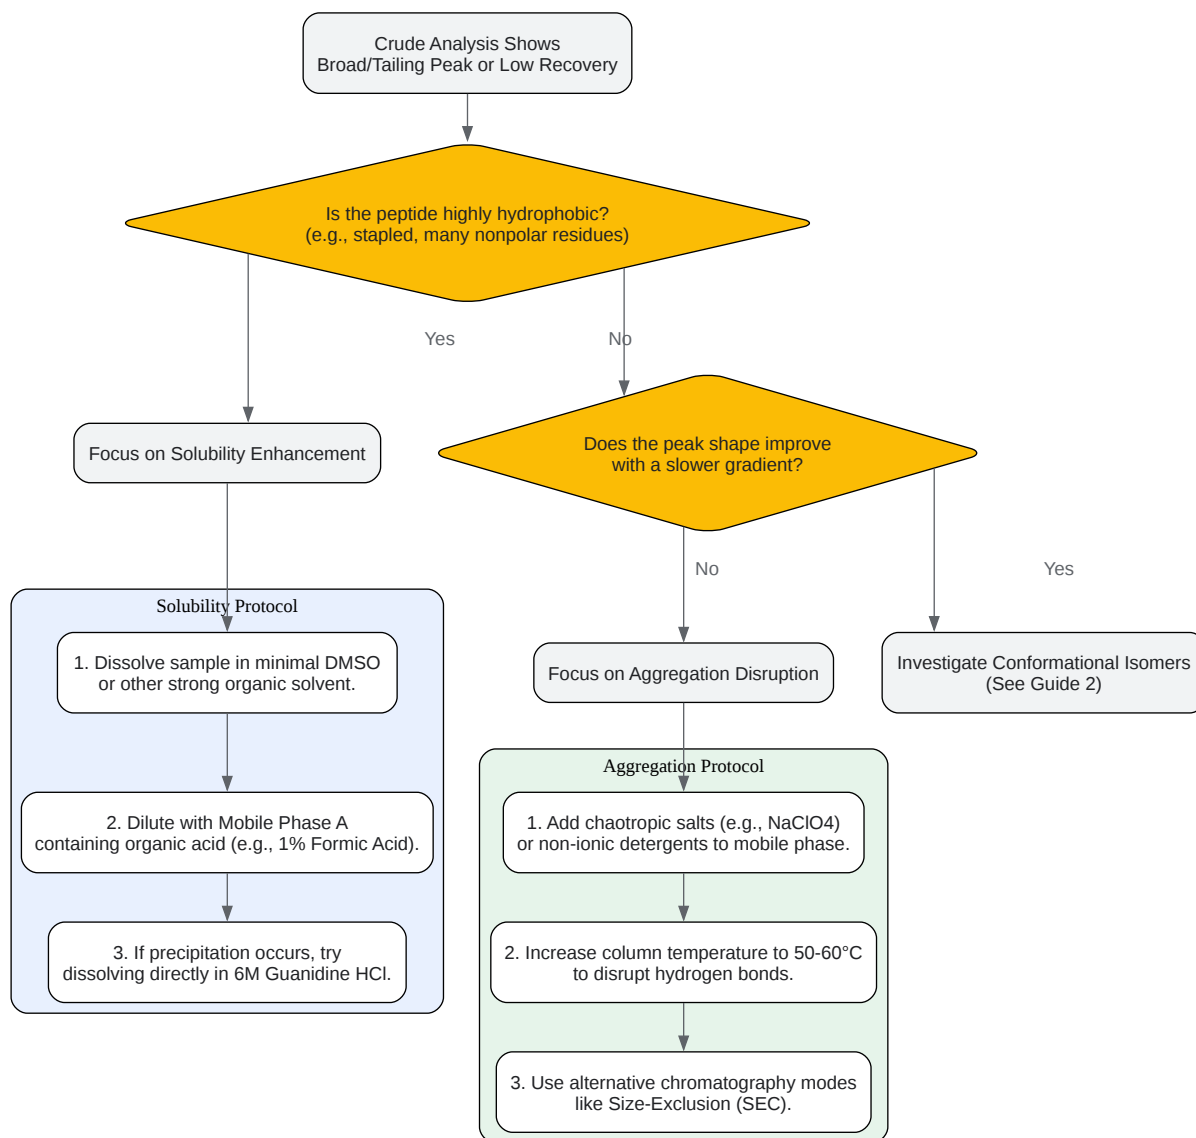 Crude Analysis Shows
Broad/Tailing Peak or Low Recovery
Is the peptide highly hydrophobic?
(e.g., stapled, many nonpolar residues)
Yes
No
Focus on Solubility Enhancement
Does the peak shape improve
with a slower gradient?
No
Yes
Solubility Protocol
1. Dissolve sample in minimal DMSO
or other strong organic solvent.
2. Dilute with Mobile Phase A
containing organic acid (e.g., 1% Formic Acid).
3. If precipitation occurs, try
dissolving directly in 6M Guanidine HCl.
Focus on Aggregation Disruption
Investigate Conformational Isomers
(See Guide 2)
Aggregation Protocol
1. Add chaotropic salts (e.g., NaClO4)
or non-ionic detergents to mobile phase.
2. Increase column temperature to 50-60°C
to disrupt hydrogen bonds.
3. Use alternative chromatography modes
like Size-Exclusion (SEC).